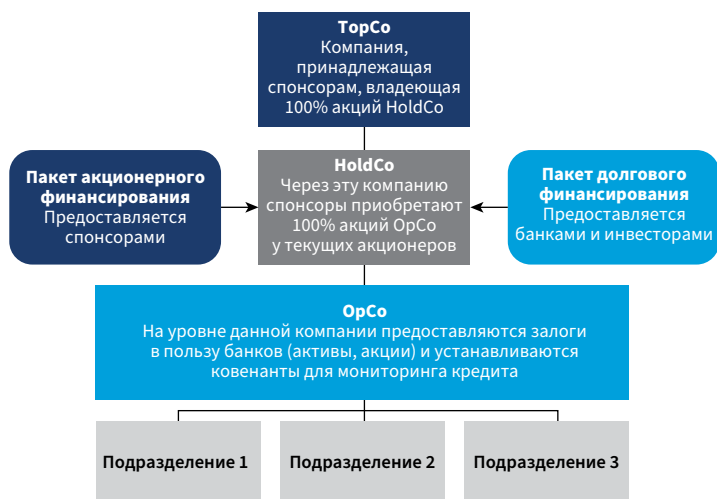 TopCo
Компания,
принадлежащая
спонсорам, владеющая
100% акций HoldCo
Пакет акционерного
финансирования
Предоставляется
спонсорами
HoldCo
Через эту компанию
спонсоры приобретают
100% акций OpCo
у текущих акционеров
Пакет долгового
финансирования
Предоставляется
банками и инвесторами
OpCo
На уровне данной компании предоставляются залоги
в пользу банков (активы, акции) и устанавливаются
ковенанты для мониторинга кредита
Подразделение 1
Подразделение 2
Подразделение 3